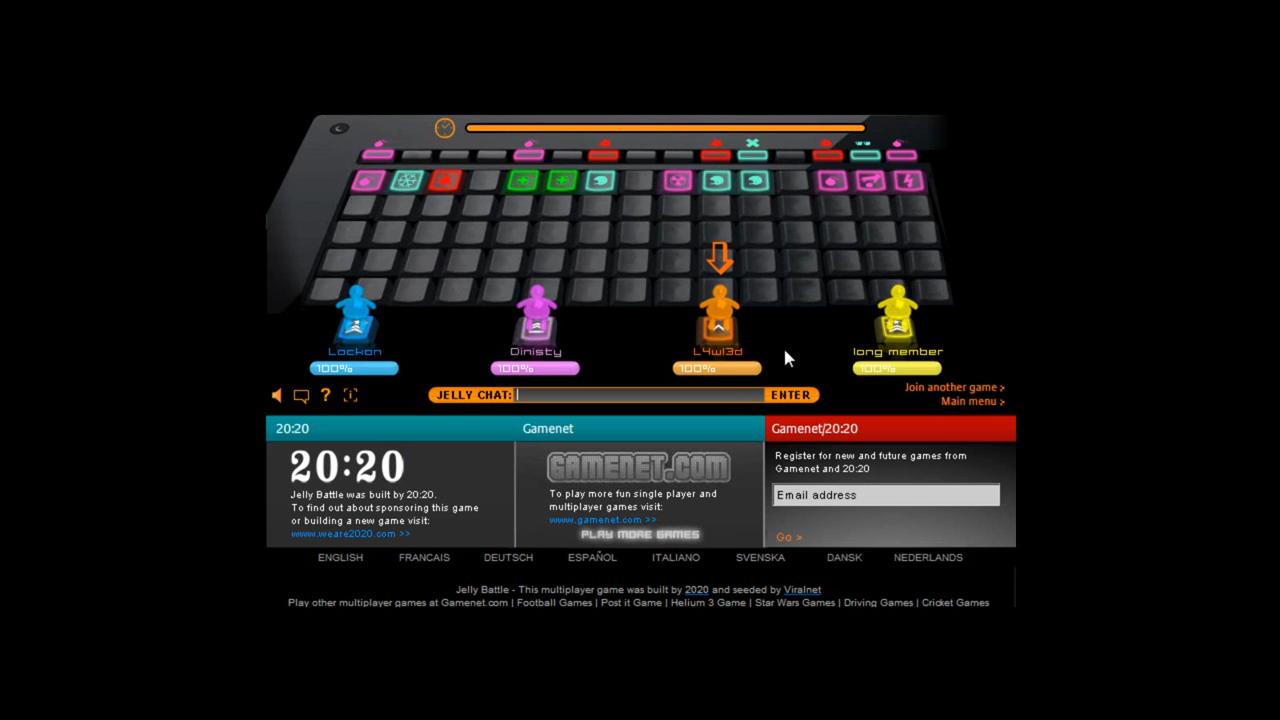 Lockon
Dinisty
L4wl3d
long member
100%
100%
100%
100%
JELLY CHAT:
ENTER
Join another game >
Main menu >
20:20
Gamenet
Gamenet/20:20
20:20
Jelly Battle was built by 20:20.
To find out about sponsoring this game
or building a new game visit:
www.weare2020.com >>
GAMENET.COM
To play more fun single player and
multiplayer games visit:
www.gamenet.com >>
PLAY MORE GAMES
Register for new and future games from
Gamenet and 20:20
Email address
Go >
ENGLISH FRANCAIS DEUTSCH ESPAÑOL ITALIANO SVENSKA DANSK NEDERLANDS
Jelly Battle - This multiplayer game was built by 2020 and seeded by Viralnet
Play other multiplayer games at Gamenet.com | Football Games | Post it Game | Helium 3 Game | Star Wars Games | Driving Games | Cricket Games